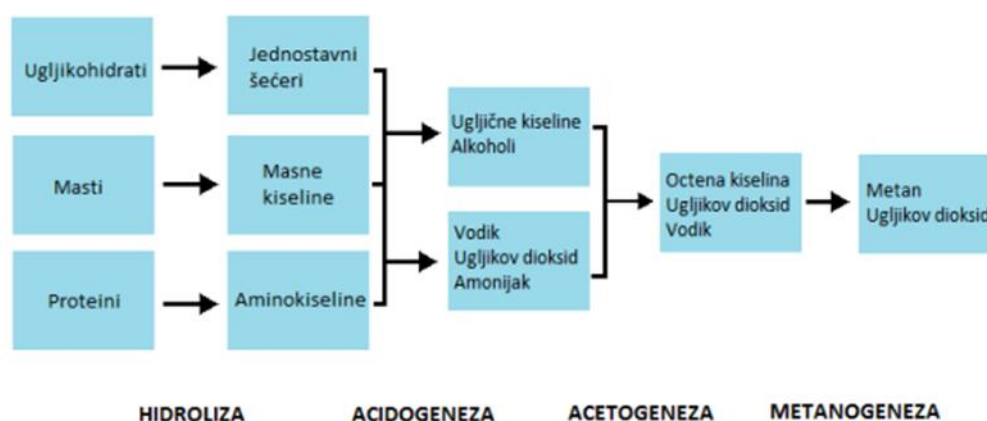 Ugljikohidrati
Jednostavni
šećeri
Masti
Masne
kiseline
Proteini
Aminokiseline
Ugljične kiseline
Alkoholi
Vodik
Ugljikov dioksid
Amonijak
Octena kiselina
Ugljikov dioksid
Vodik
Metan
Ugljikov dioksid
HIDROLIZA ACIDOGENEZA ACETOGENEZA METANOGENEZA